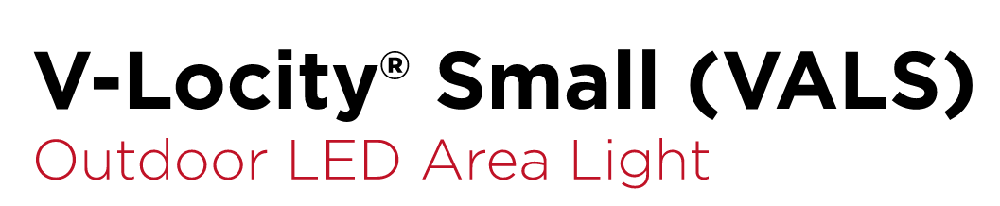 V-Locity® Small (VALS)
Outdoor LED Area Light